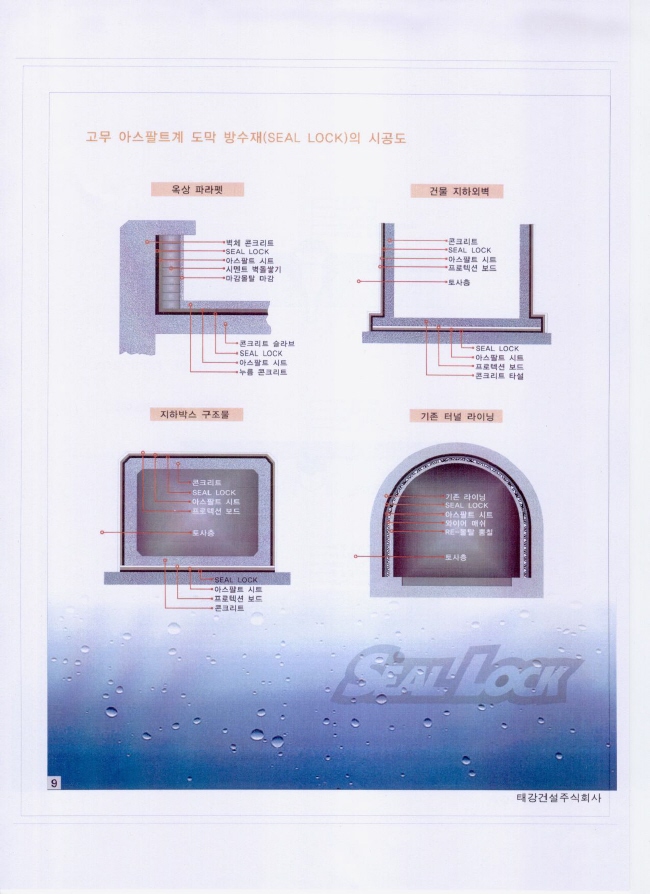 고무 아스팔트계 도막 방수재(SEAL LOCK)의 시공도
옥상 파라펫
벽체 콘크리트
SEAL LOCK
아스팔트 시트
시멘트 벽돌쌓기
마감몰탈 마감
콘크리트 슬라브
SEAL LOCK
아스팔트 시트
누름 콘크리트
건물 지하외벽
콘크리트
SEAL LOCK
아스팔트 시트
프로텍션 보드
토사층
SEAL LOCK
아스팔트 시트
프로텍션 보드
콘크리트 타설
지하박스 구조물
콘크리트
SEAL LOCK
아스팔트 시트
프로텍션 보드
토사층
SEAL LOCK
아스팔트 시트
프로텍션 보드
콘크리트
기존 터널 라이닝
기존 라이닝
SEAL LOCK
아스팔트 시트
와이어 메쉬
RE-몰탈 뿜칠
토사층
SEAL-LOCK
9
태강건설주식회사